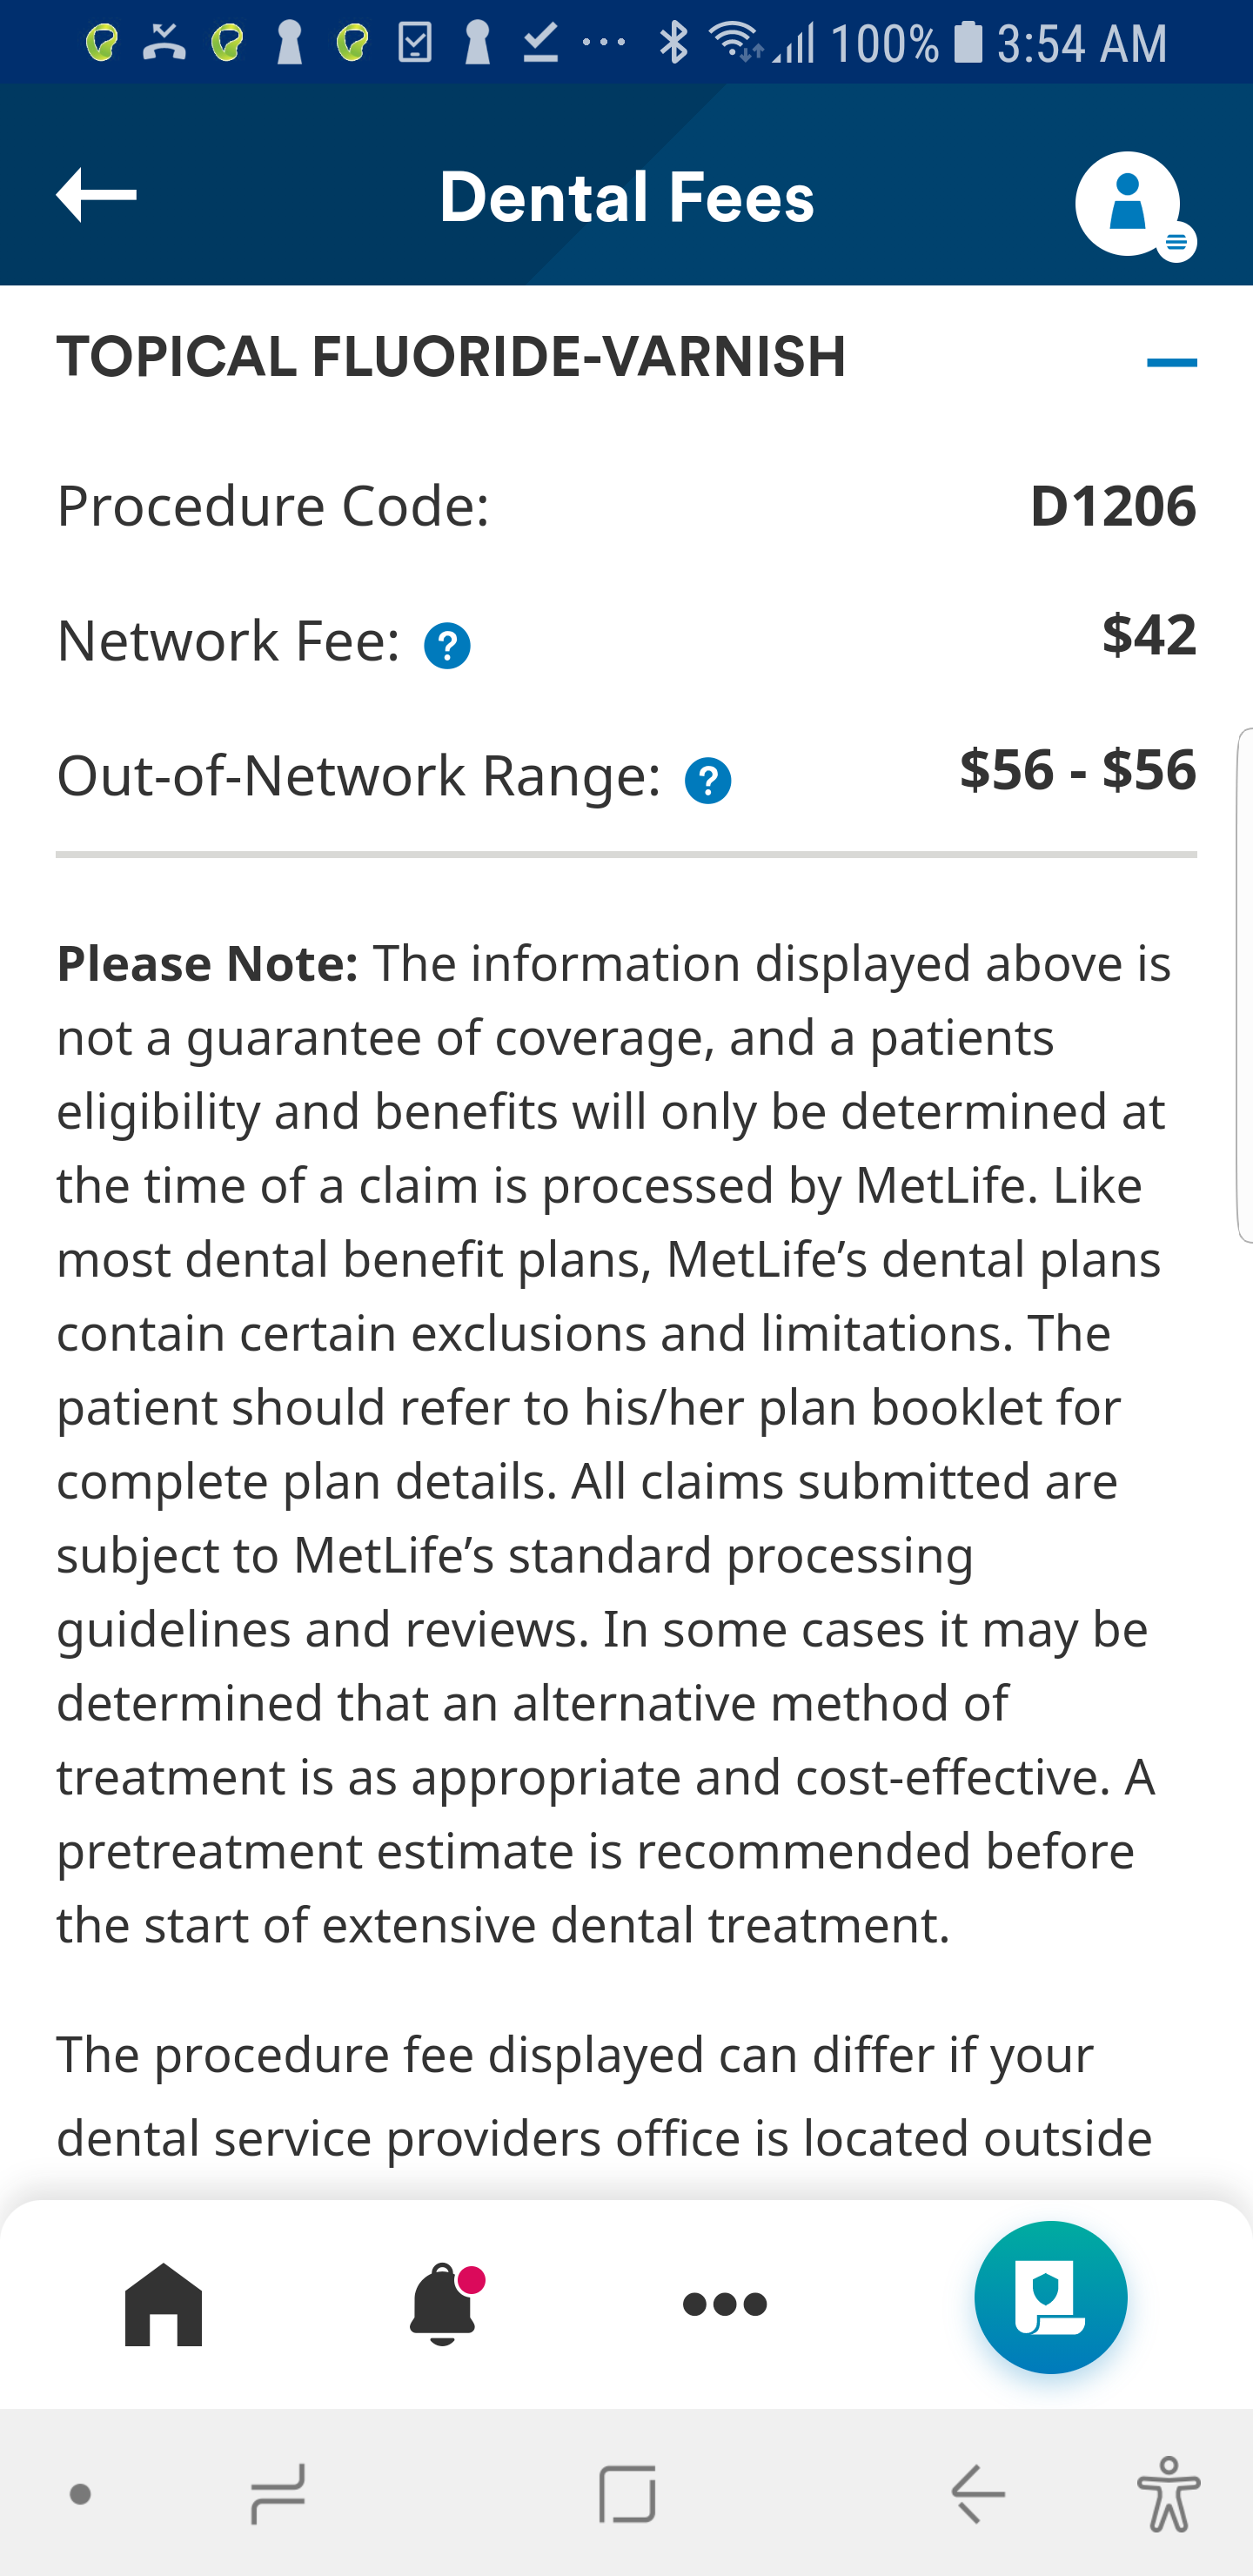 100% 3:54 AM
Dental Fees
TOPICAL FLUORIDE-VARNISH
Procedure Code: D1206
Network Fee: ? $42
Out-of-Network Range: ? $56 - $56
Please Note: The information displayed above is
not a guarantee of coverage, and a patients
eligibility and benefits will only be determined at
the time of a claim is processed by MetLife. Like
most dental benefit plans, MetLife’s dental plans
contain certain exclusions and limitations. The
patient should refer to his/her plan booklet for
complete plan details. All claims submitted are
subject to MetLife’s standard processing
guidelines and reviews. In some cases it may be
determined that an alternative method of
treatment is as appropriate and cost-effective. A
pretreatment estimate is recommended before
the start of extensive dental treatment.
The procedure fee displayed can differ if your
dental service providers office is located outside